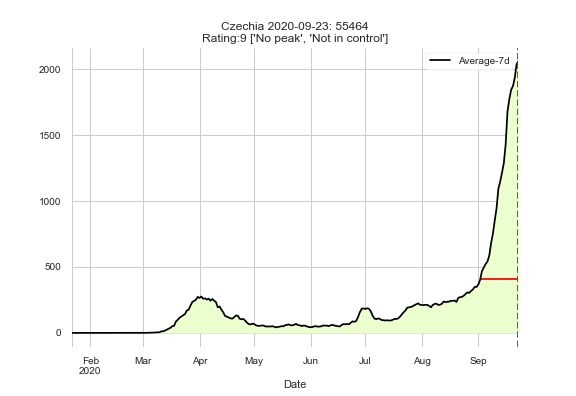 Czechia 2020-09-23: 55464
Rating:9 ['No peak', 'Not in control']
Average-7d
2000
1500
1000
500
0
Feb
2020
Mar
Apr
May
Jun
Jul
Aug
Sep
Date